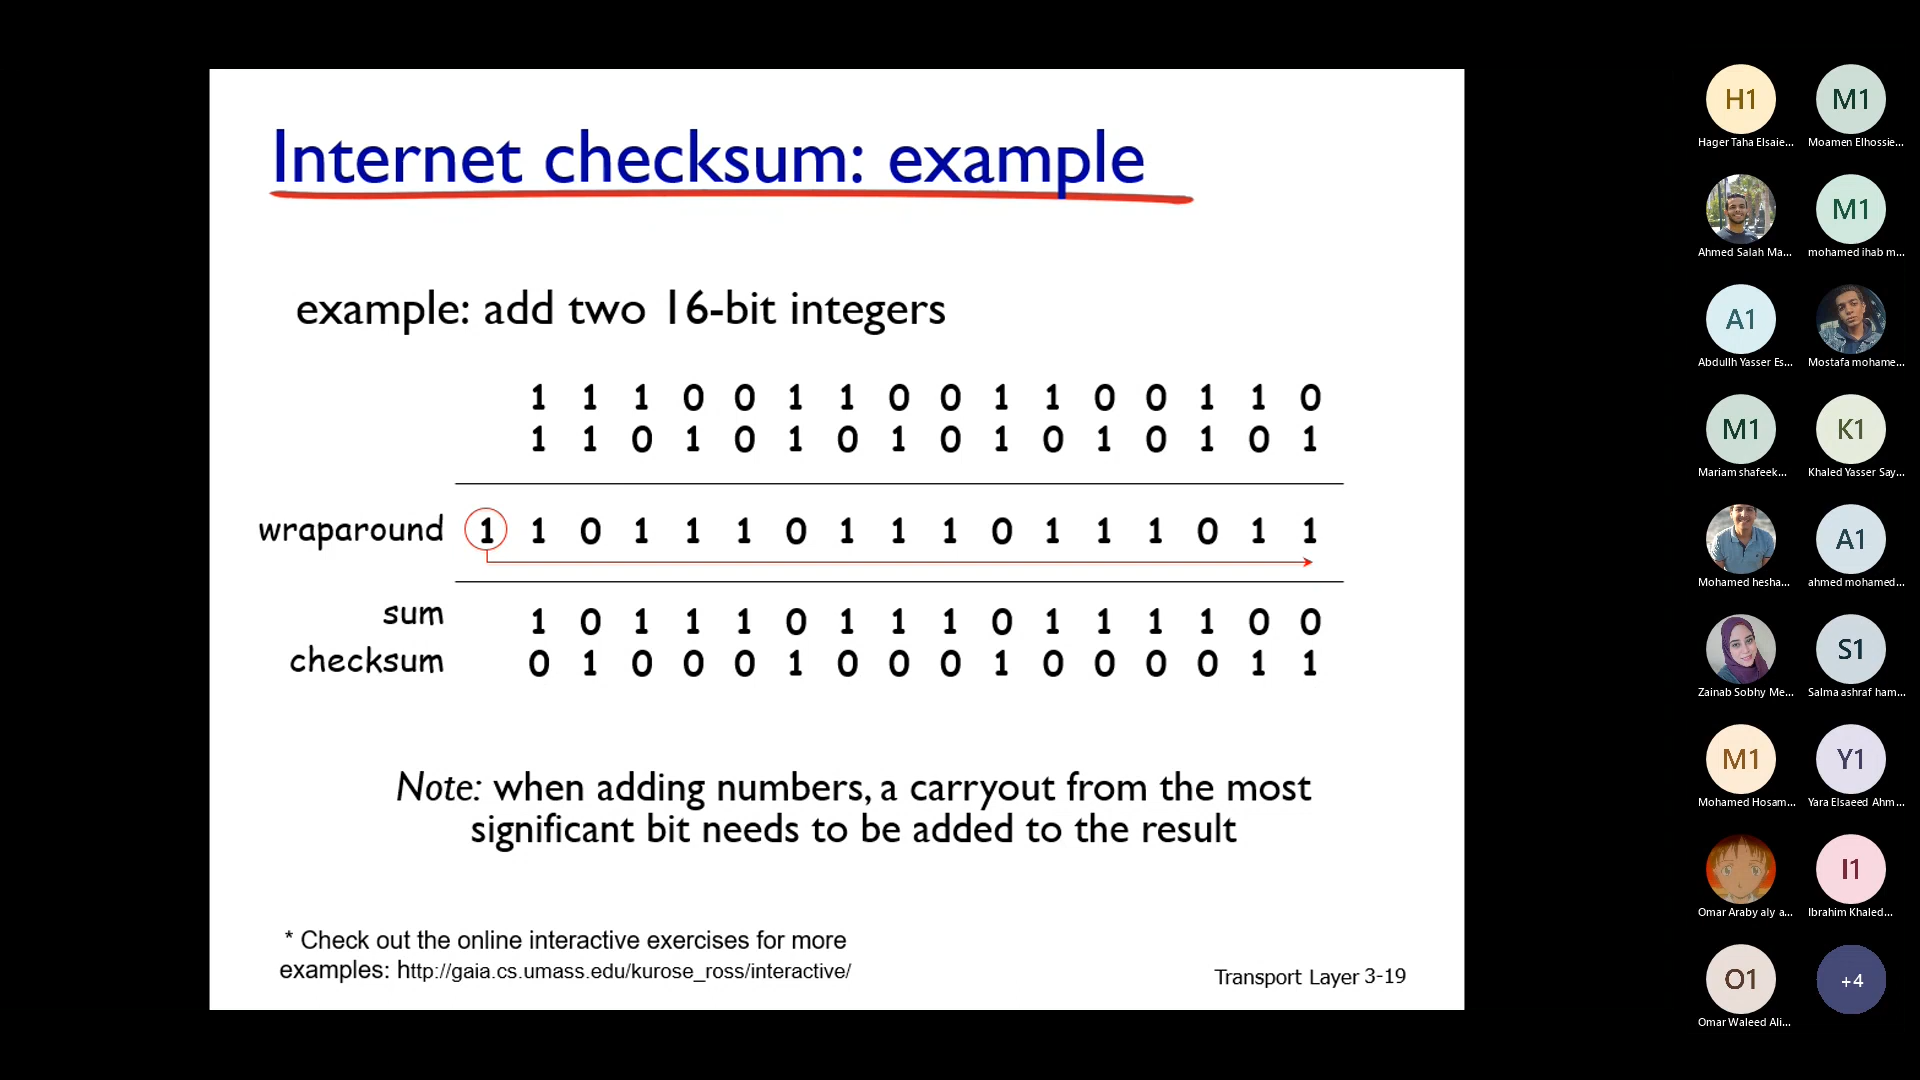 Internet checksum: example
example: add two 16-bit integers
1 1 1 0 0 1 1 0 0 1 1 0 0 1 1 0
1 1 0 1 0 1 0 1 0 1 0 1 0 1 0 1
wraparound 1 1 0 1 1 1 0 1 1 1 0 1 1 1 0 1 1
sum 1 0 1 1 1 0 1 1 1 0 1 1 1 1 0 0
checksum 0 1 0 0 0 1 0 0 0 1 0 0 0 0 1 1
Note: when adding numbers, a carryout from the most
significant bit needs to be added to the result
* Check out the online interactive exercises for more
examples: http://gaia.cs.umass.edu/kurose_ross/interactive/
Transport Layer 3-19
H1 M1
Hager Taha Elsaie... Moamen Elhossie...
M1
Ahmed Salah Ma... mohamed ihab m...
A1
Abdullh Yasser Es... Mostafa mohame...
M1 K1
Mariam shafeek... Khaled Yasser Say...
A1
Mohamed hesha... ahmed mohamed...
S1
Zainab Sobhy Me... Salma ashraf ham...
M1 Y1
Mohamed Hosam... Yara Elsaeed Ahm...
I1
Omar Araby aly a... Ibrahim Khaled...
O1 +4
Omar Waleed Ali...